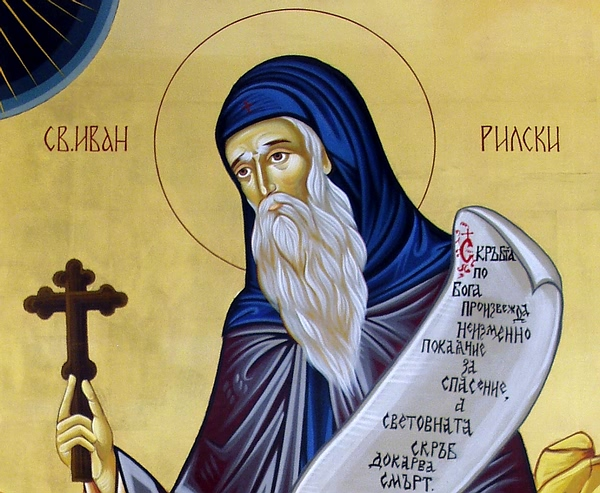 СВ. ИВАН
РИЛСКИ
Скръбта
по
Бога
произвежда
неизменно
покаяние
за
спасение,
а
световната
скръб
докарва
смърт.